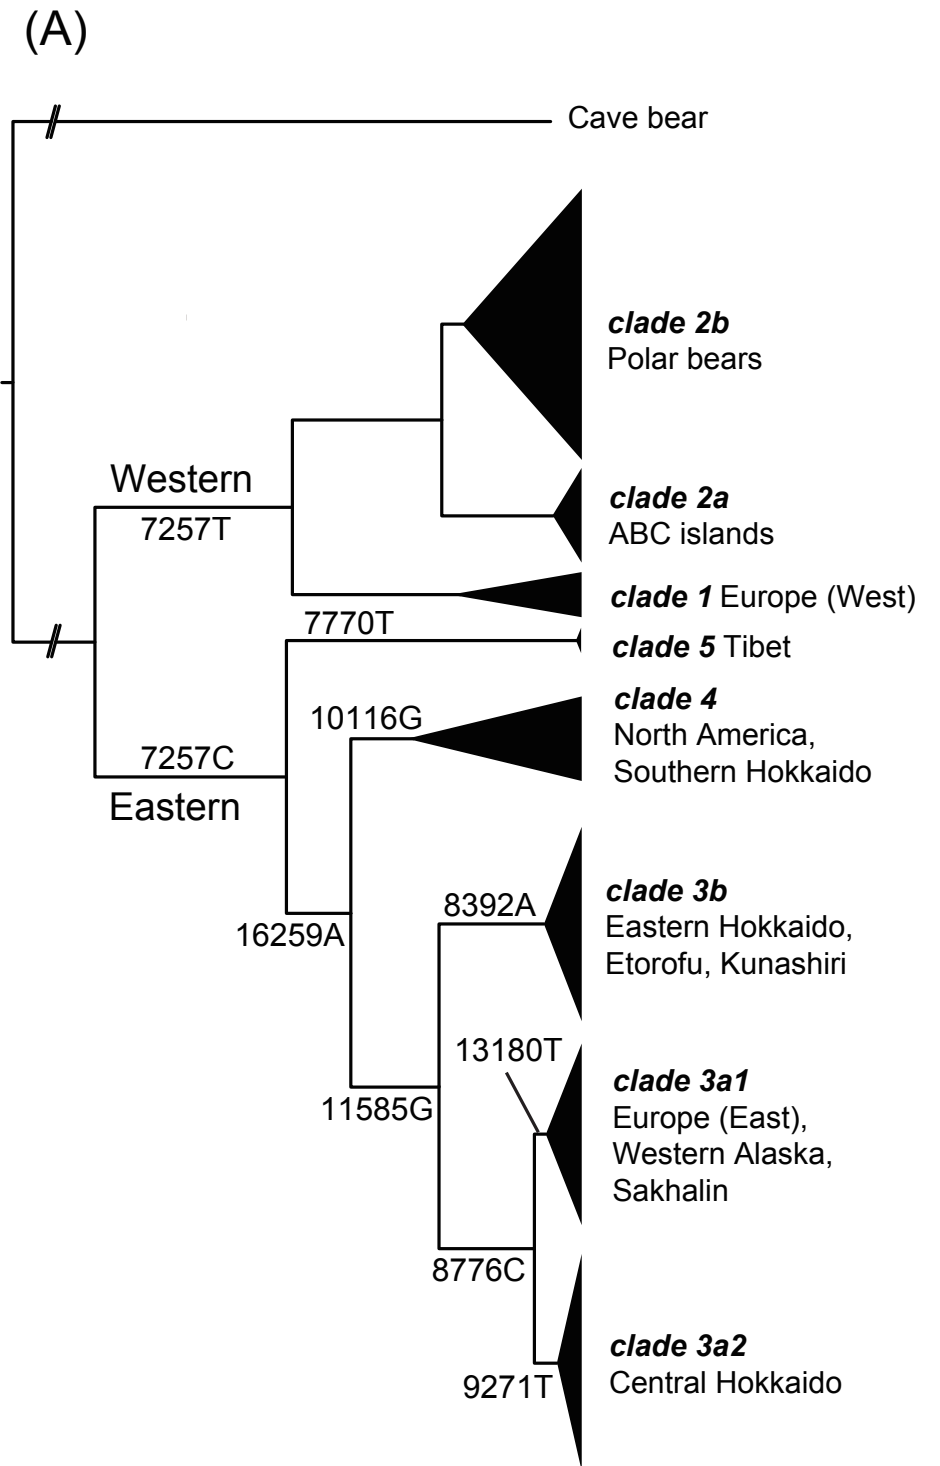 (A)
Cave bear
clade 2b
Polar bears
Western
7257T
clade 2a
ABC islands
clade 1 Europe (West)
7770T
clade 5 Tibet
clade 4
10116G
North America,
Southern Hokkaido
7257C
Eastern
clade 3b
8392A
Eastern Hokkaido,
16259A
Etorofu, Kunashiri
13180T
clade 3a1
11585G
Europe (East),
Western Alaska,
Sakhalin
8776C
clade 3a2
Central Hokkaido
9271T